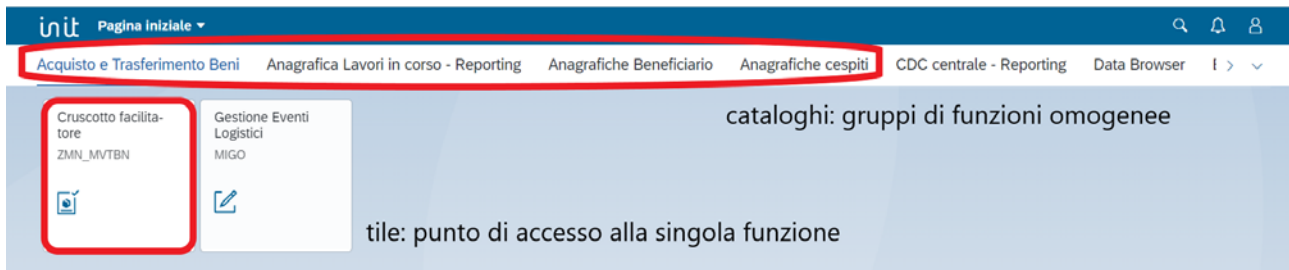 init Pagina iniziale
Acquisto e Trasferimento Beni Anagrafica Lavori in corso - Reporting Anagrafiche Beneficiario Anagrafiche cespiti CDC centrale - Reporting Data Browser
Cruscotto facilita-
tore
ZMN_MVTBN
Gestione Eventi
Logistici
MIGO
cataloghi: gruppi di funzioni omogenee
tile: punto di accesso alla singola funzione